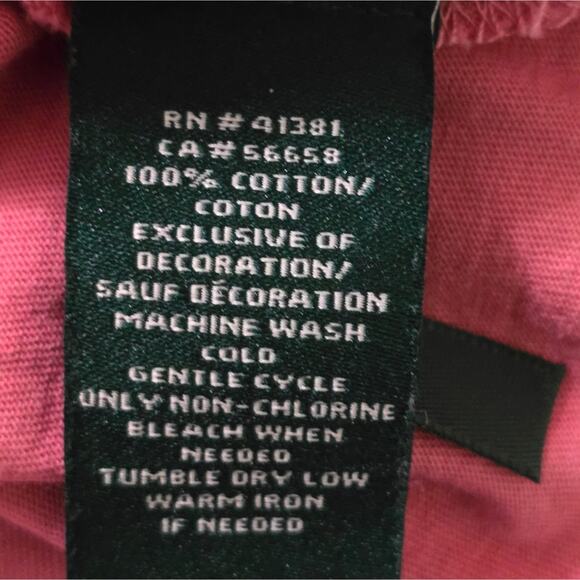 RN # 41381
CA # 56658
100% COTTON/
COTON
EXCLUSIVE OF
DECORATION/
SAUF DÉCORATION
MACHINE WASH
COLD
GENTLE CYCLE
ONLY NON-CHLORINE
BLEACH WHEN
NEEDED
TUMBLE DRY LOW
WARM IRON
IF NEEDED